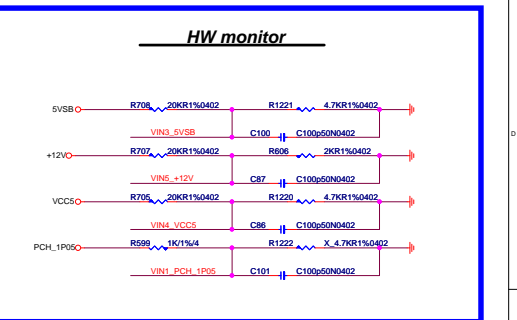 HW monitor
5VSB R708 20KR1%0402 R1221 4.7KR1%0402
VIN3_5VSB C100 C100p50N0402
+12V R707 20KR1%0402 R606 2KR1%0402
VIN5_+12V C87 C100p50N0402
VCC5 R705 20KR1%0402 R1220 4.7KR1%0402
VIN4_VCC5 C86 C100p50N0402
PCH_1P05 R599 1K/1%/4 R1222 X_4.7KR1%0402
VIN1_PCH_1P05 C101 C100p50N0402
D